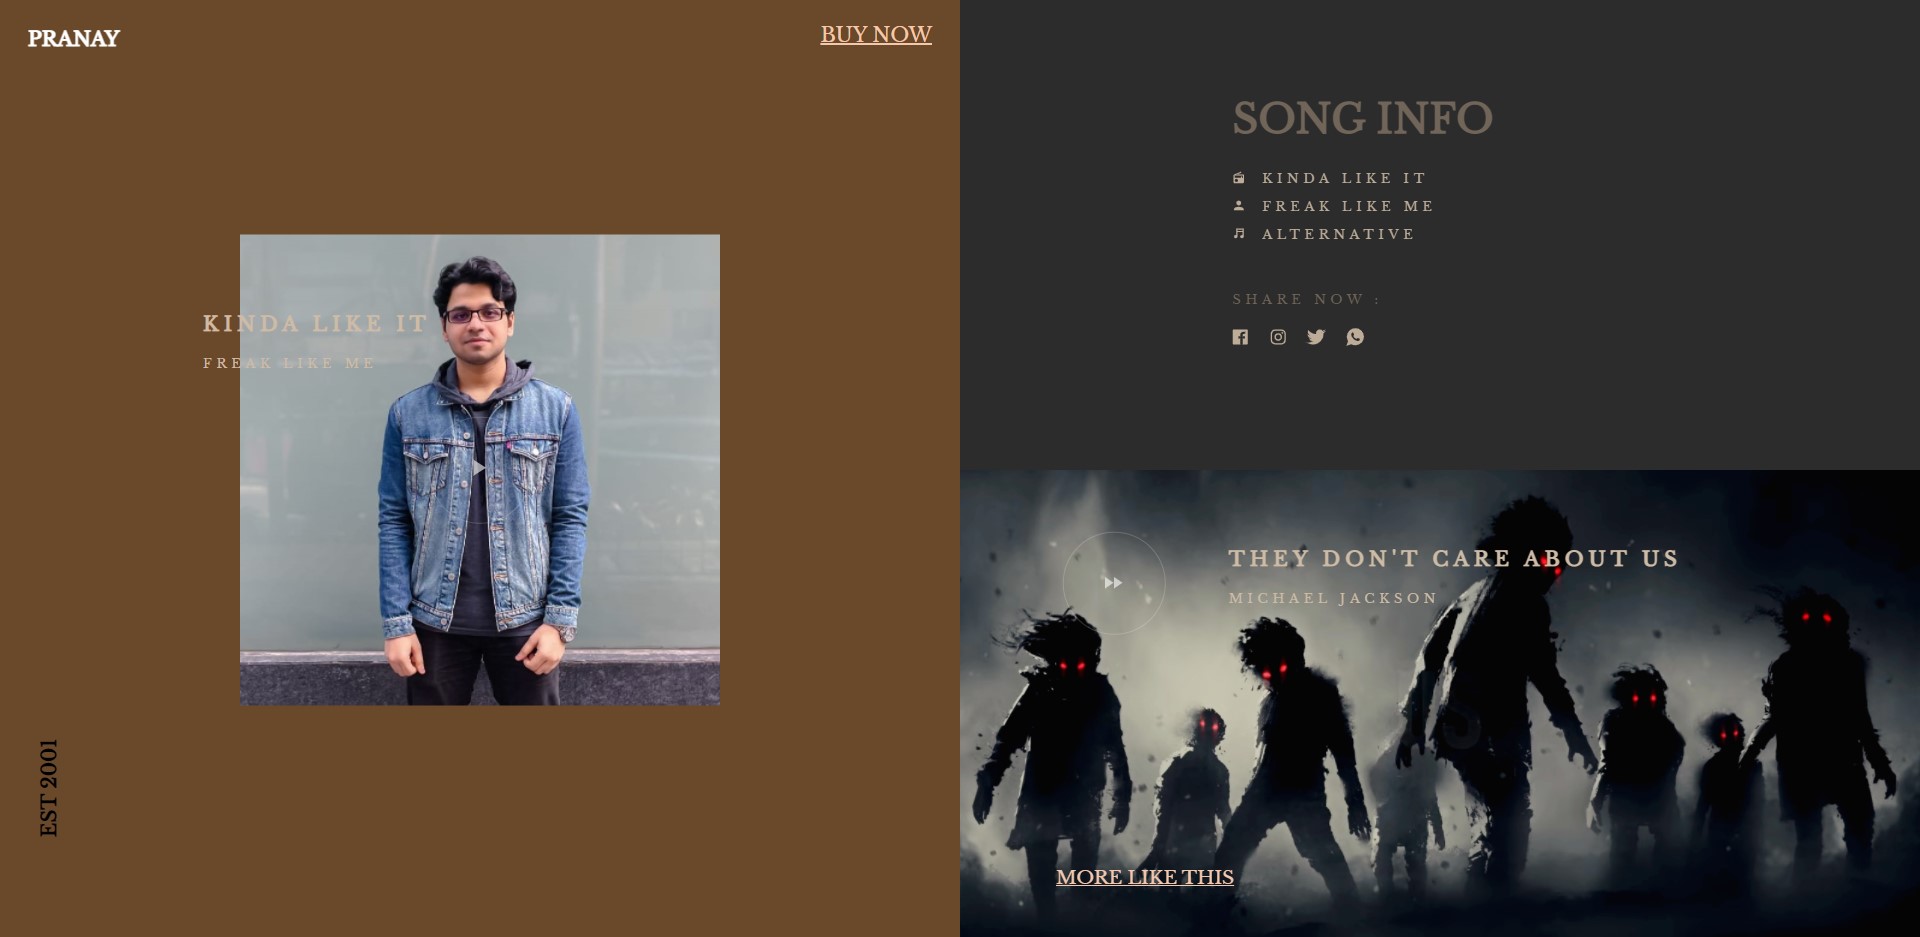 PRANAY
BUY NOW
KINDA LIKE IT
FREAK LIKE ME
EST 2001
SONG INFO
KINDA LIKE IT
FREAK LIKE ME
ALTERNATIVE
SHARE NOW :
THEY DON'T CARE ABOUT US
MICHAEL JACKSON
MORE LIKE THIS